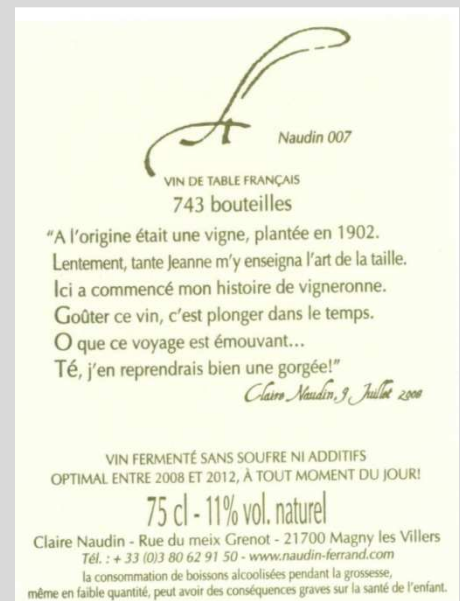 Naudin 007
VIN DE TABLE FRANÇAIS
743 bouteilles
"A l'origine était une vigne, plantée en 1902.
Lentement, tante Jeanne m'y enseigna l'art de la taille.
Ici a commencé mon histoire de vigneronne.
Goûter ce vin, c'est plonger dans le temps.
O que ce voyage est émouvant...
Té, j'en reprendrais bien une gorgée!"
Claire Naudin, 9 Juillet 2008
VIN FERMENTÉ SANS SOUFRE NI ADDITIFS
OPTIMAL ENTRE 2008 ET 2012, À TOUT MOMENT DU JOUR!
75 cl - 11% vol. naturel
Claire Naudin - Rue du meix Grenot - 21700 Magny les Villers
Tél. : + 33 (0)3 80 62 91 50 - www.naudin-ferrand.com
la consommation de boissons alcoolisées pendant la grossesse,
même en faible quantité, peut avoir des conséquences graves sur la santé de l'enfant.